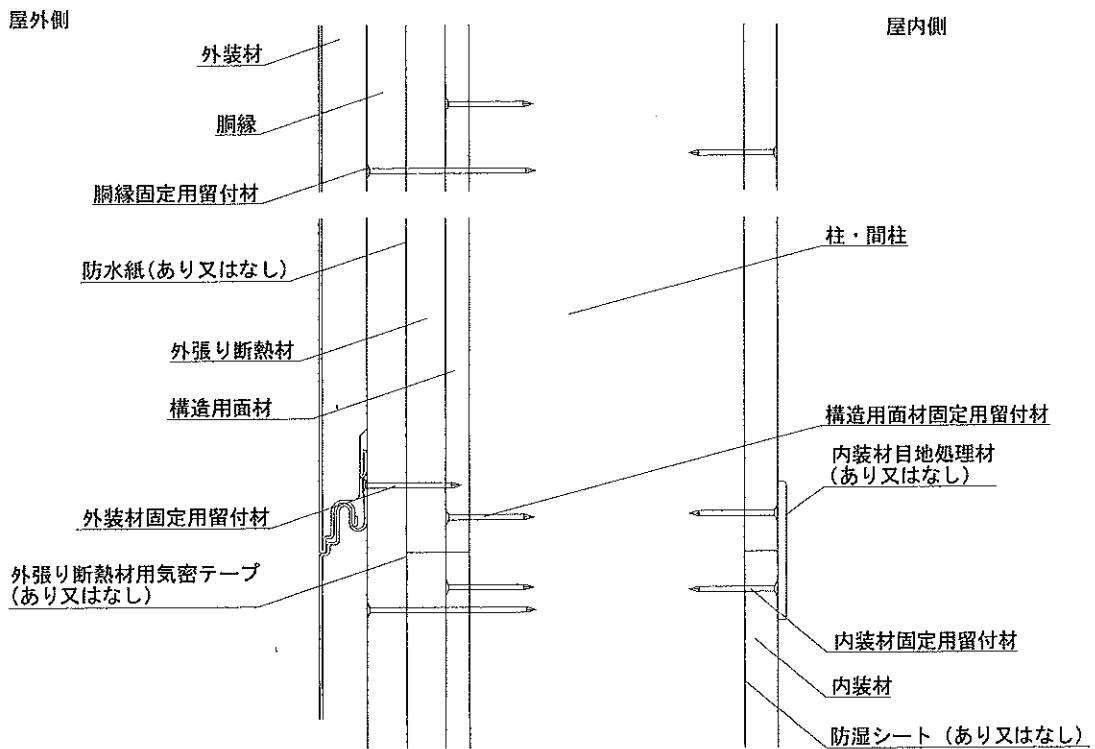 屋外側
屋内側
外装材
胴縁
胴縁固定用留付材
防水紙(あり又はなし)
外張り断熱材
構造用面材
外装材固定用留付材
外張り断熱材用気密テープ
(あり又はなし)
柱・間柱
構造用面材固定用留付材
内装材目地処理材
(あり又はなし)
内装材固定用留付材
内装材
防湿シート (あり又はなし)